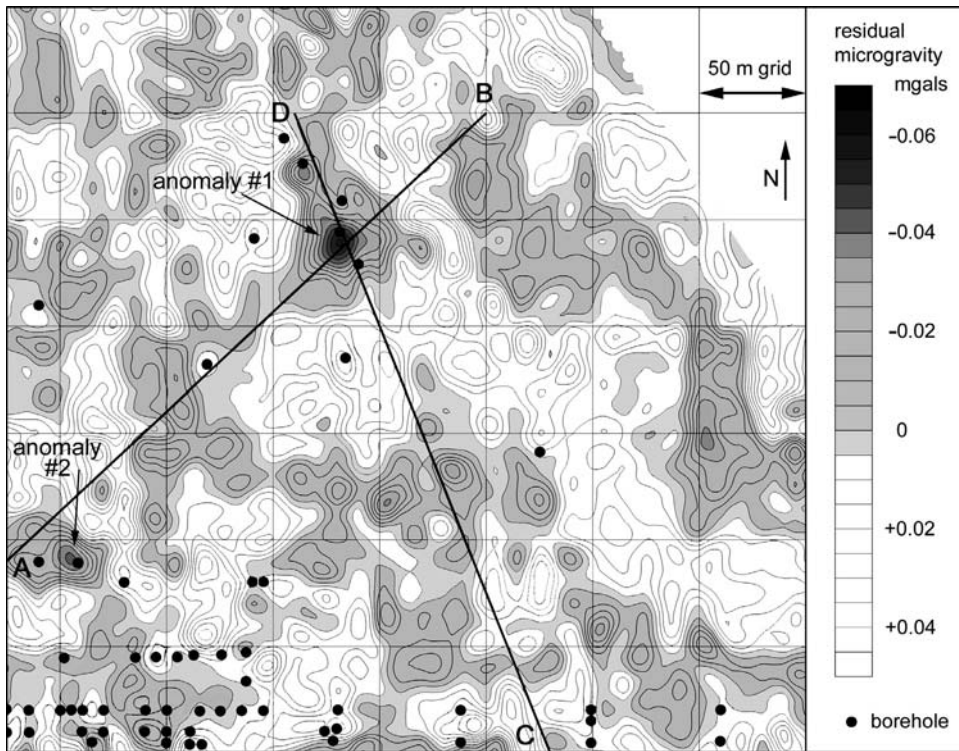 residual
microgravity
mgals
50 m grid
B
D
-0.06
anomaly #1
N
-0.04
-0.02
anomaly
#2
0
A
+0.02
+0.04
C
borehole